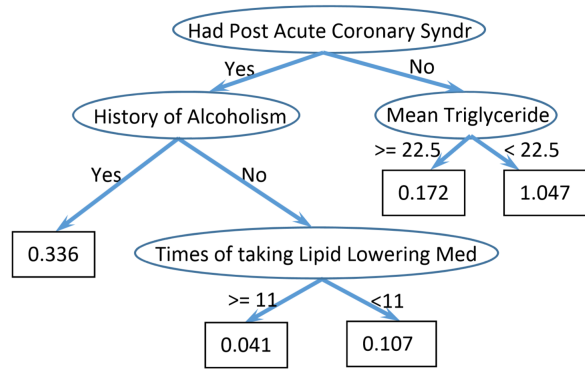 Had Post Acute Coronary Syndr
Yes
No
History of Alcoholism
Mean Triglyceride
>= 22.5
< 22.5
Yes
No
0.172
1.047
0.336
Times of taking Lipid Lowering Med
>= 11
<11
0.041
0.107